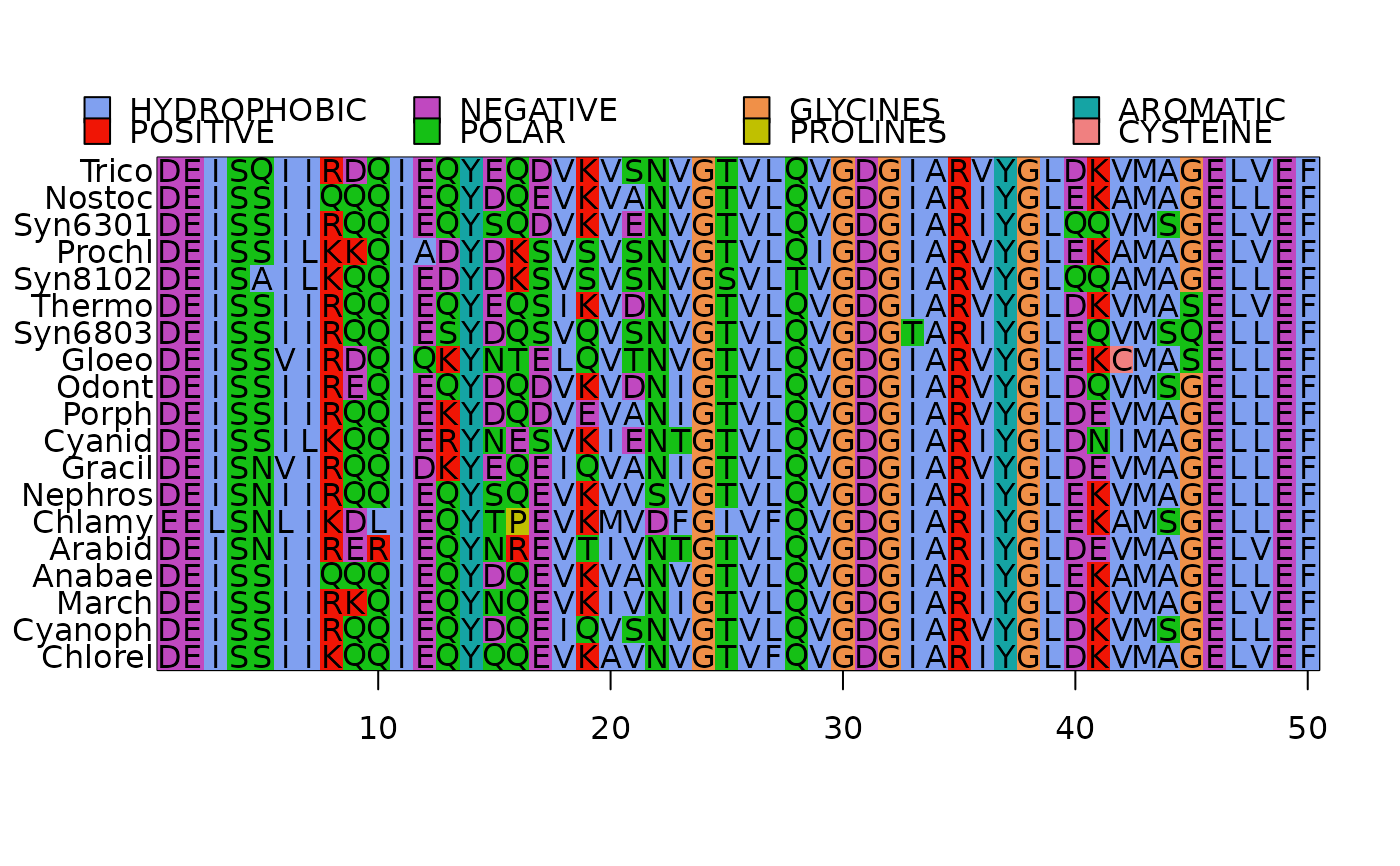 HYDROPHOBIC NEGATIVE GLYCINES AROMATIC
POSITIVE POLAR PROLINES CYSTEINE
Trico DEISQIIRDQIEQYEQDVKVSNVGTVLQVGDGIARVYGLDKVMAGELVEF
Nostoc DEISSIIQQQIEQYDQEVKVANVGTVLQVGDGIARIYGLEKAMAGELLEF
Syn6301 DEISSIIRQQIEQYSQDVKVENVGTVLQVGDGIARIYGLQQVMSGELVEF
Prochl DEISSILKKQIADYDKSVSVSNVGTVLQIGDGIARVYGLEKAMAGELLEF
Syn8102 DEISAILKQQIEDYDKSVSVSNVGSVLTVGDGIARVYGLQQAMAGELLEF
Thermo DEISSIIRQQIEQYEQSIKVDNVGTVLQVGDGIARVYGLDKVMASELVEF
Syn6803 DEISSIIRQQIESYDQSVQVSNVGTVLQVGDGTARIYGLEQVMSQELLEF
Gloeo DEISSVIRDQIQKYNTELQVTNVGTVLQVGDGIARVYGLEKCMASELLEF
Odont DEISSIIREQIEQYDQDVKVDNIGTVLQVGDGIARVYGLDQVMSGELLEF
Porph DEISSIIRQQIEKYDQDVEVANIGTVLQVGDGIARVYGLDEVMAGELLEF
Cyanid DEISSILKQQIERYNESVKIENTGTVLQVGDGIARIYGLDNIMAGELLEF
Gracil DEISNVIRQQIDKYEQEIQVANIGTVLQVGDGIARVYGLDEVMAGELLEF
Nephros DEISNIIRQQIEQYSQEVKVVSVGTVLQVGDGIARIYGLEKVMAGELLEF
Chlamy EELSNLIKDLIEQYTPEVKMVDFGIVFQVGDGIARIYGLEKAMSGELLEF
Arabid DEISNIIRERIEQYNREVTIVNTGTVLQVGDGIARIYGLDEVMAGELVEF
Anabae DEISSIIQQQIEQYDQEVKVANVGTVLQVGDGIARIYGLEKAMAGELLEF
March DEISSIIRKQIEQYNQEVKIVNIGTVLQVGDGIARIYGLDKVMAGELVEF
Cyanoph DEISSIIRQQIEQYDQEIQVSNVGTVLQVGDGIARVYGLDKVMSGELLEF
Chlorel DEISSIIKQQIEQYQQEVKAVNVGTVFQVGDGIARIYGLDKVMAGELVEF
10 20 30 40 50